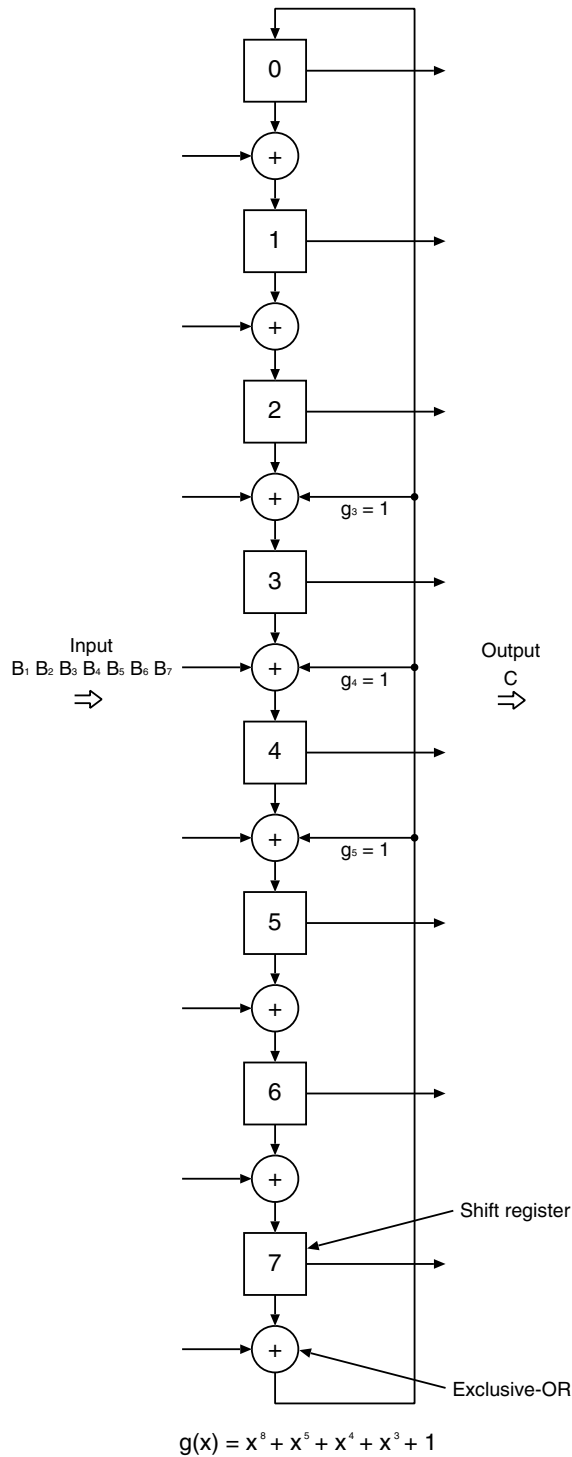 0
+
1
+
2
+
g₃ = 1
3
Input
B₁ B₂ B₃ B₄ B₅ B₆ B₇
⇒
+
g₄ = 1
Output
C
⇒
4
+
g₅ = 1
5
+
6
+
Shift register
7
+
Exclusive-OR
g(x) = x⁸ + x⁵ + x⁴ + x³ + 1